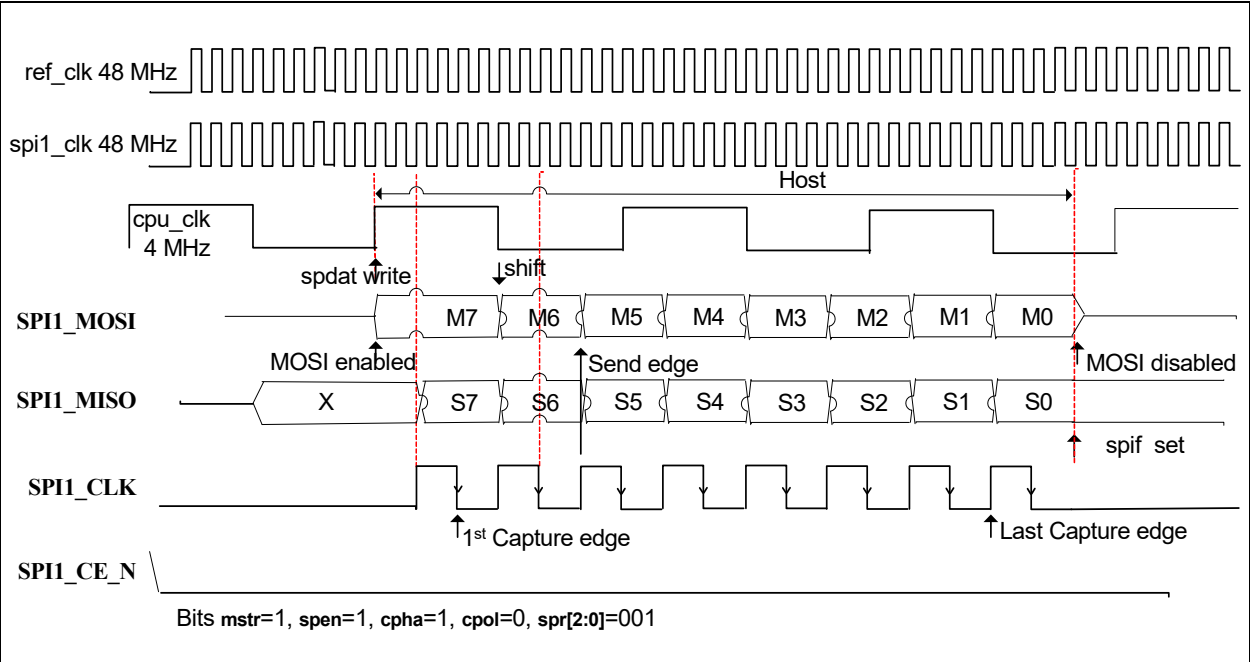 ref_clk 48 MHz
spi1_clk 48 MHz
Host
cpu_clk
4 MHz
spdat write
shift
SPI1_MOSI
M7 M6 M5 M4 M3 M2 M1 M0
MOSI enabled
Send edge
MOSI disabled
SPI1_MISO
X S7 S6 S5 S4 S3 S2 S1 S0
spif set
SPI1_CLK
1st Capture edge
Last Capture edge
SPI1_CE_N
Bits mstr=1, spen=1, cpha=1, cpol=0, spr[2:0]=001